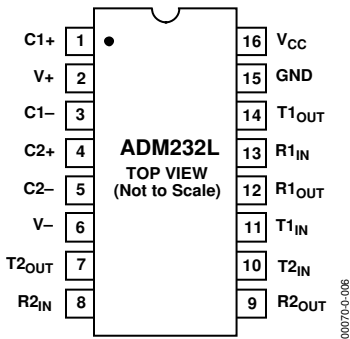 C1+ 1 16 VCC
V+ 2 15 GND
C1– 3 14 T1OUT
C2+ 4 13 R1IN
C2– 5 12 R1OUT
V– 6 11 T1IN
T2OUT 7 10 T2IN
R2IN 8 9 R2OUT
ADM232L
TOP VIEW
(Not to Scale)
00070-0-006